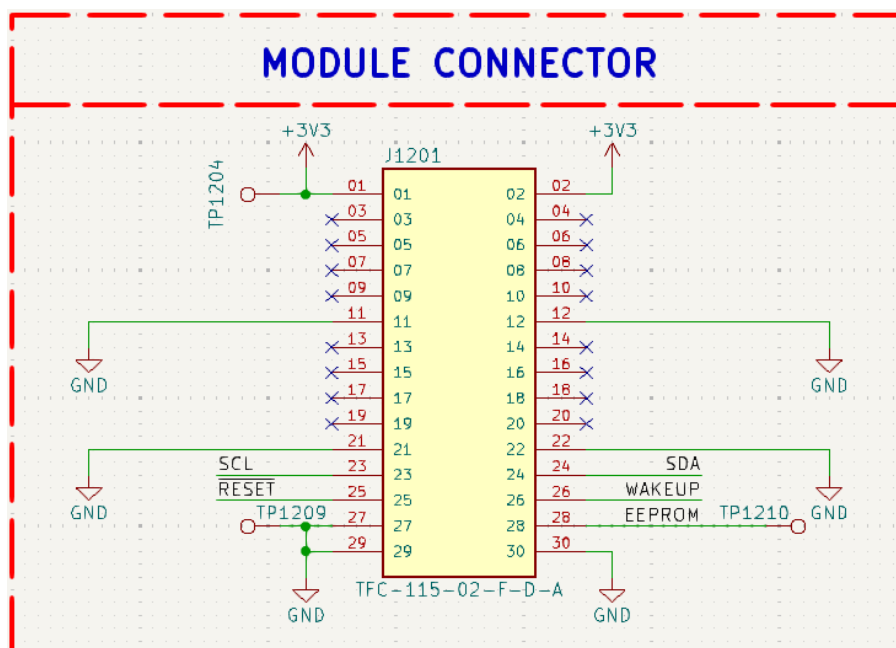 MODULE CONNECTOR
+3V3 +3V3
J1201
TP1204
01 01 02 02
03 03 04 04
05 05 06 06
07 07 08 08
09 09 10 10
11 11 12 12
13 13 14 14
15 15 16 16
17 17 18 18
19 19 20 20
GND GND
21 21 22 22
SCL 23 23 24 24 SDA
RESET 25 25 26 26 WAKEUP
TP1209 27 27 28 28 EEPROM TP1210
GND GND
29 29 30 30
TFC-115-02-F-D-A
GND GND